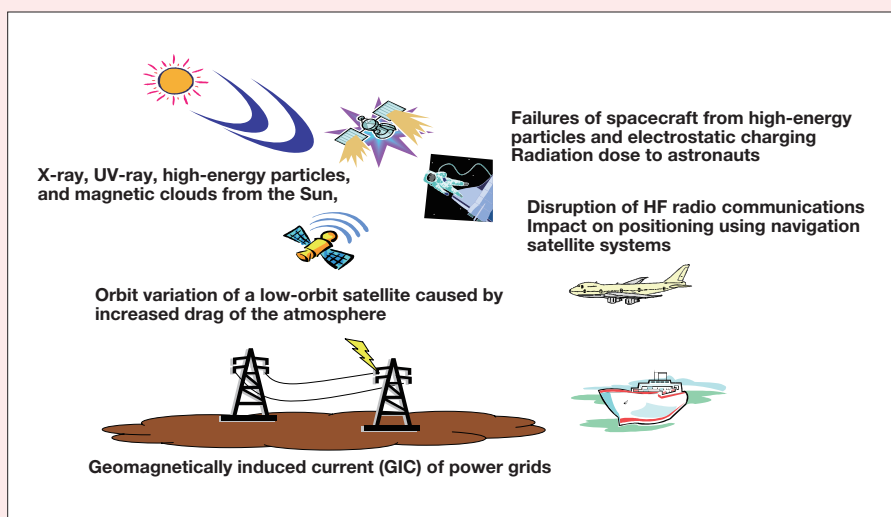 X-ray, UV-ray, high-energy particles,
and magnetic clouds from the Sun,
Failures of spacecraft from high-energy
particles and electrostatic charging
Radiation dose to astronauts
Disruption of HF radio communications
Impact on positioning using navigation
satellite systems
Orbit variation of a low-orbit satellite caused by
increased drag of the atmosphere
Geomagnetically induced current (GIC) of power grids